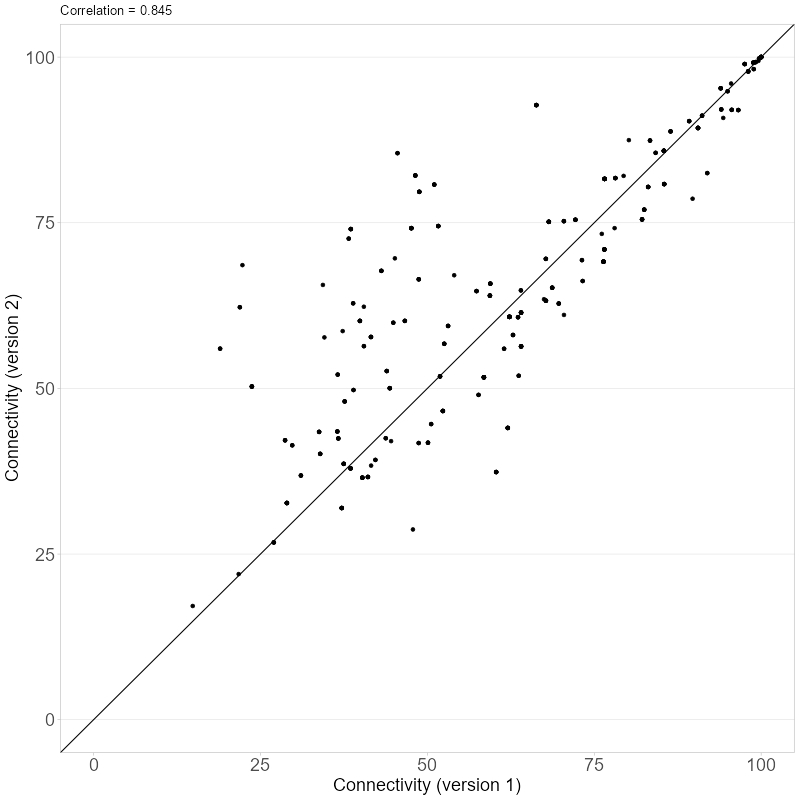 Correlation = 0.845
100
75
50
25
0
Connectivity (version 2)
0 25 50 75 100
Connectivity (version 1)